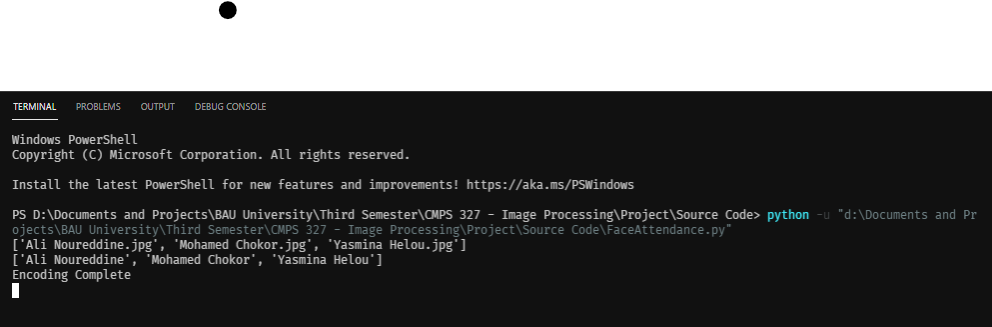 TERMINAL PROBLEMS OUTPUT DEBUG CONSOLE
Windows PowerShell
Copyright (C) Microsoft Corporation. All rights reserved.
Install the latest PowerShell for new features and improvements! https://aka.ms/PSWindows
PS D:\Documents and Projects\BAU University\Third Semester\CMPS 327 - Image Processing\Project\Source Code> python -u "d:\Documents and Pr
ojects\BAU University\Third Semester\CMPS 327 - Image Processing\Project\Source Code\FaceAttendance.py"
['Ali Noureddine.jpg', 'Mohamed Chokor.jpg', 'Yasmina Helou.jpg']
['Ali Noureddine', 'Mohamed Chokor', 'Yasmina Helou']
Encoding Complete